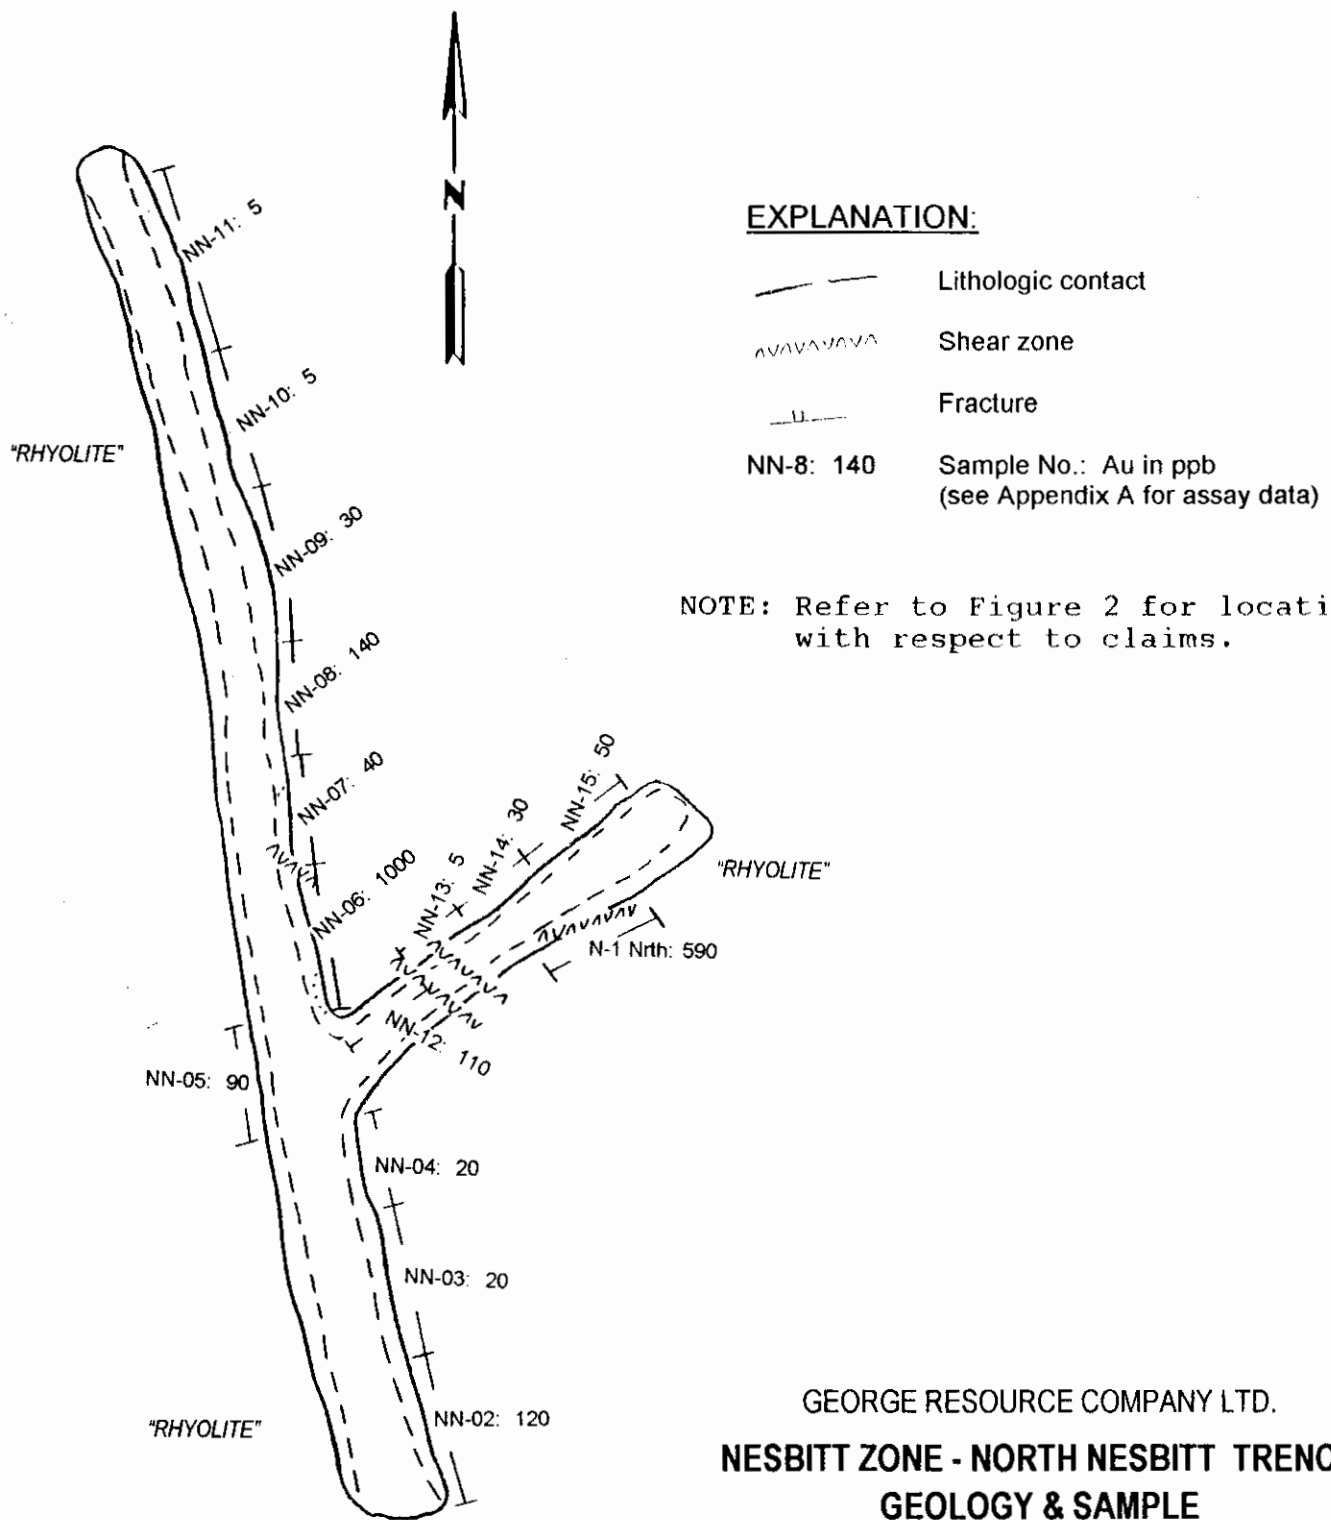 N
EXPLANATION:
Lithologic contact
Shear zone
Fracture
NN-8: 140 Sample No.: Au in ppb
(see Appendix A for assay data)
NOTE: Refer to Figure 2 for locati
with respect to claims.
NN-11: 5
NN-10: 5
"RHYOLITE"
NN-09: 30
NN-08: 140
NN-07: 40
NN-06: 1000
NN-15: 50
NN-14: 30
NN-13: 5
"RHYOLITE"
N-1 Nrth: 590
NN-12: 110
NN-05: 90
NN-04: 20
NN-03: 20
NN-02: 120
"RHYOLITE"
GEORGE RESOURCE COMPANY LTD.
NESBITT ZONE - NORTH NESBITT TRENC
GEOLOGY & SAMPLE